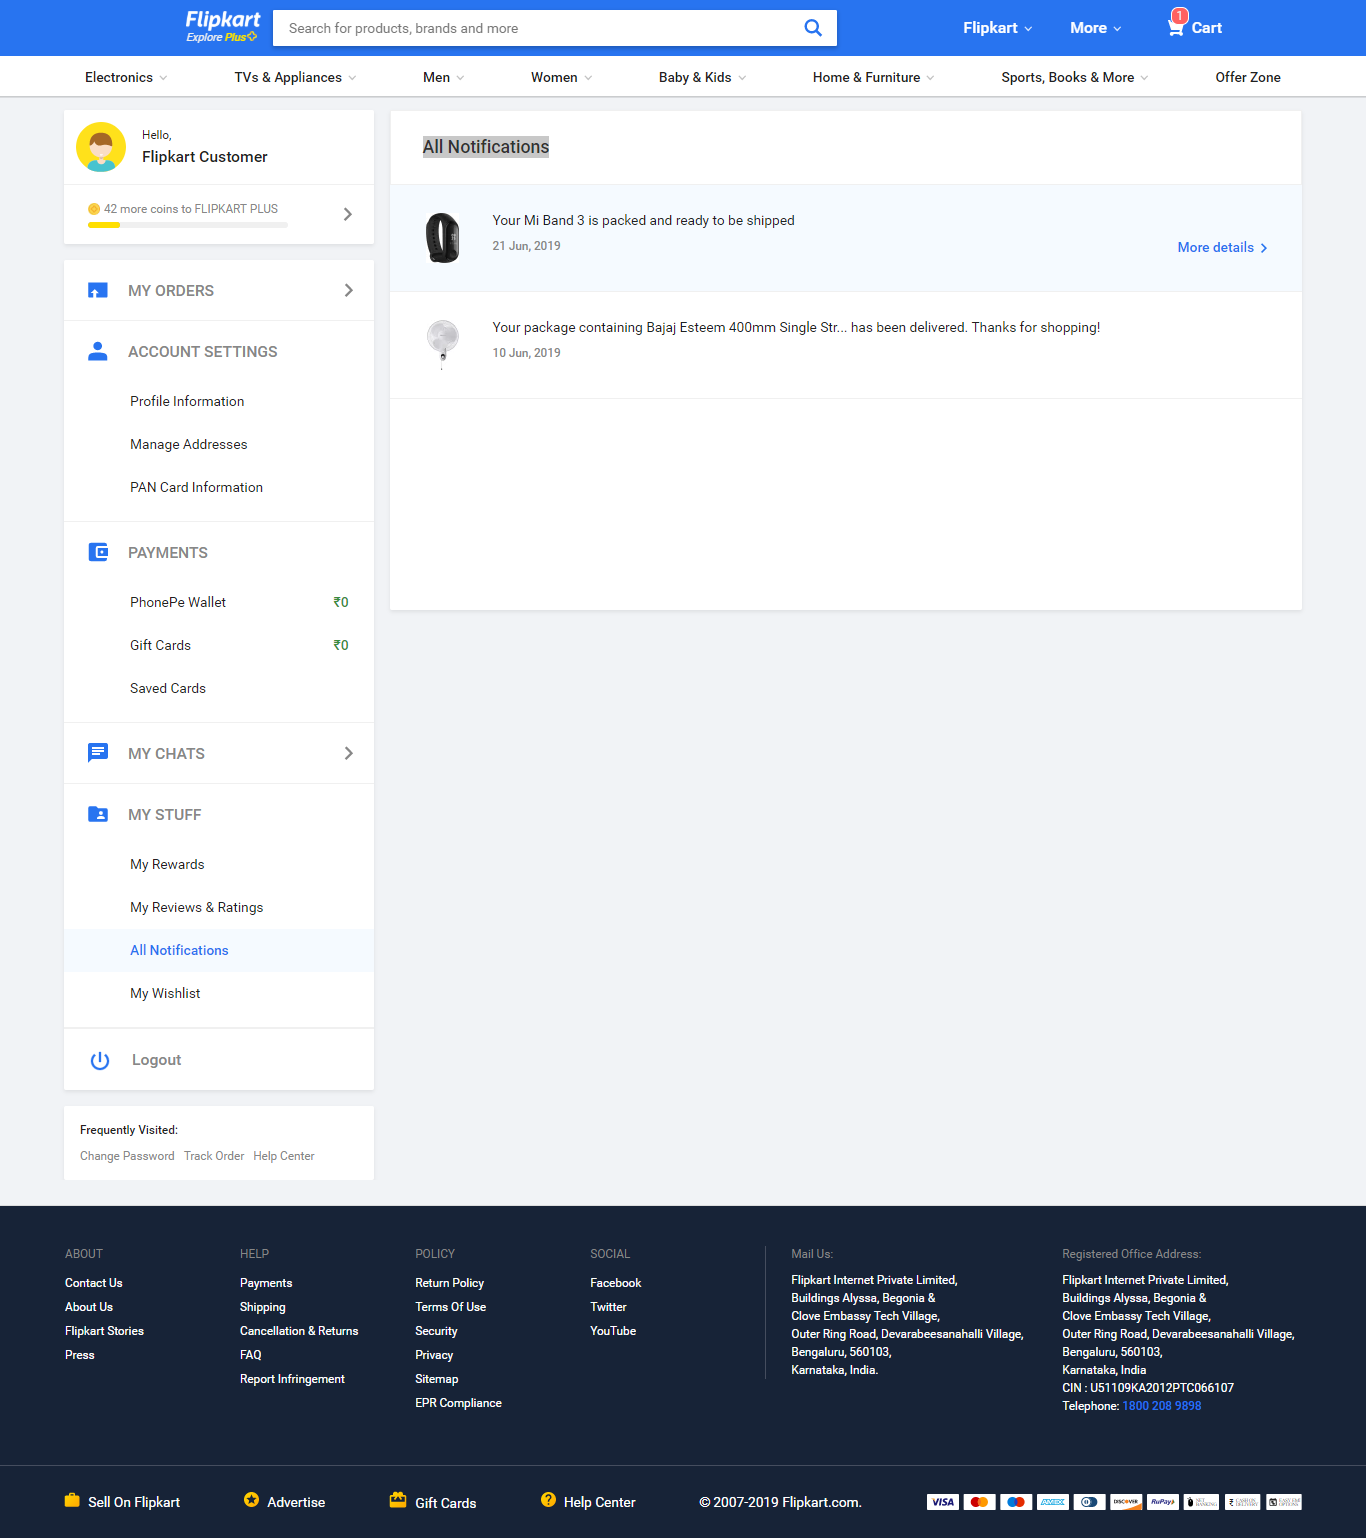 Flipkart
Explore Plus
Search for products, brands and more
Flipkart
More
1
Cart
Electronics
TVs & Appliances
Men
Women
Baby & Kids
Home & Furniture
Sports, Books & More
Offer Zone
Hello,
Flipkart Customer
42 more coins to FLIPKART PLUS
MY ORDERS
ACCOUNT SETTINGS
Profile Information
Manage Addresses
PAN Card Information
PAYMENTS
PhonePe Wallet ₹0
Gift Cards ₹0
Saved Cards
MY CHATS
MY STUFF
My Rewards
My Reviews & Ratings
All Notifications
My Wishlist
Logout
Frequently Visited:
Change Password Track Order Help Center
All Notifications
Your Mi Band 3 is packed and ready to be shipped
21 Jun, 2019
More details
Your package containing Bajaj Esteem 400mm Single Str... has been delivered. Thanks for shopping!
10 Jun, 2019
ABOUT
Contact Us
About Us
Flipkart Stories
Press
HELP
Payments
Shipping
Cancellation & Returns
FAQ
Report Infringement
POLICY
Return Policy
Terms Of Use
Security
Privacy
Sitemap
EPR Compliance
SOCIAL
Facebook
Twitter
YouTube
Mail Us:
Flipkart Internet Private Limited,
Buildings Alyssa, Begonia &
Clove Embassy Tech Village,
Outer Ring Road, Devarabeesanahalli Village,
Bengaluru, 560103,
Karnataka, India.
Registered Office Address:
Flipkart Internet Private Limited,
Buildings Alyssa, Begonia &
Clove Embassy Tech Village,
Outer Ring Road, Devarabeesanahalli Village,
Bengaluru, 560103,
Karnataka, India
CIN : U51109KA2012PTC066107
Telephone: 1800 208 9898
Sell On Flipkart
Advertise
Gift Cards
Help Center
© 2007-2019 Flipkart.com.
VISA
AMEX
DISCOVER
RuPay
NET BANKING
CASH ON DELIVERY
EASY EMI OPTIONS